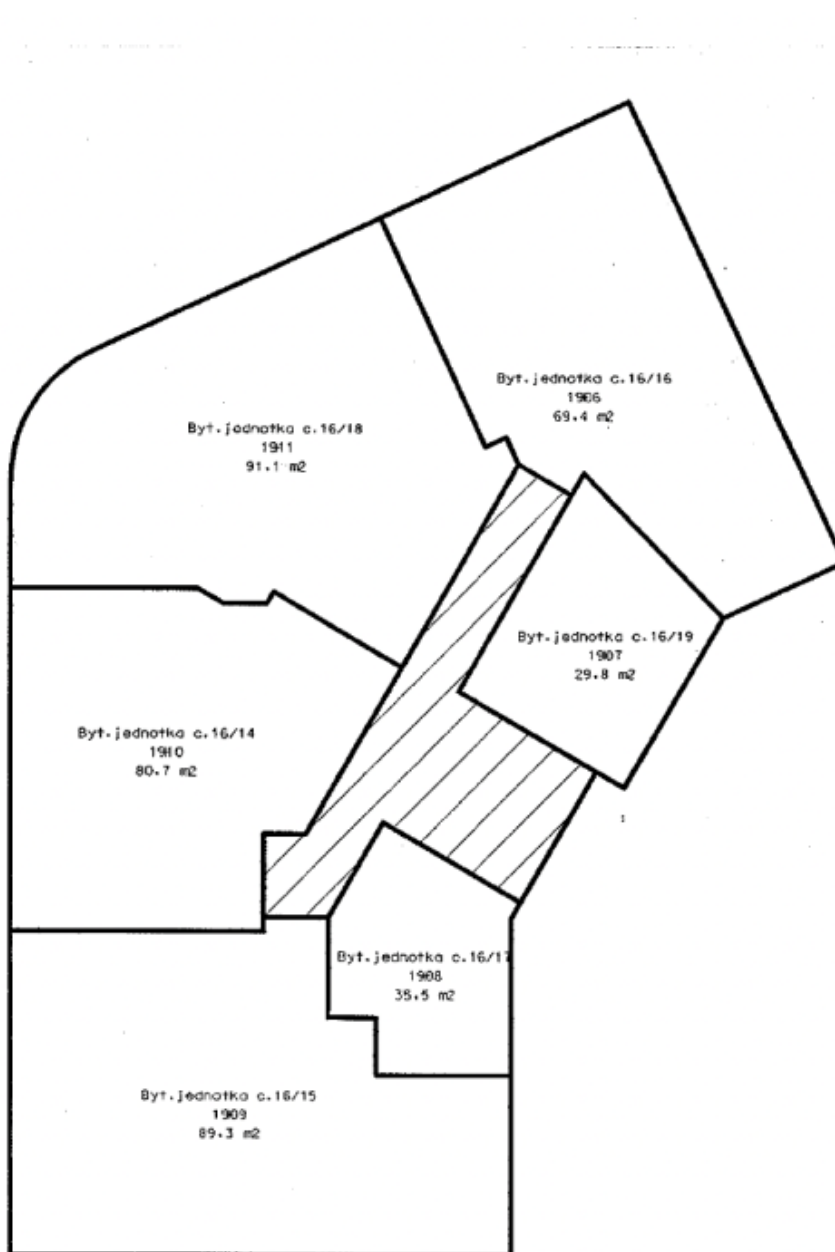 Byt.jednotka c.16/16
1906
69.4 m2
Byt.jednotka c.16/18
1911
91.1 m2
Byt.jednotka c.16/19
1907
29.8 m2
Byt.jednotka c.16/14
1910
80.7 m2
Byt.jednotka c.16/17
1908
35.5 m2
Byt.jednotka c.16/15
1909
89.3 m2